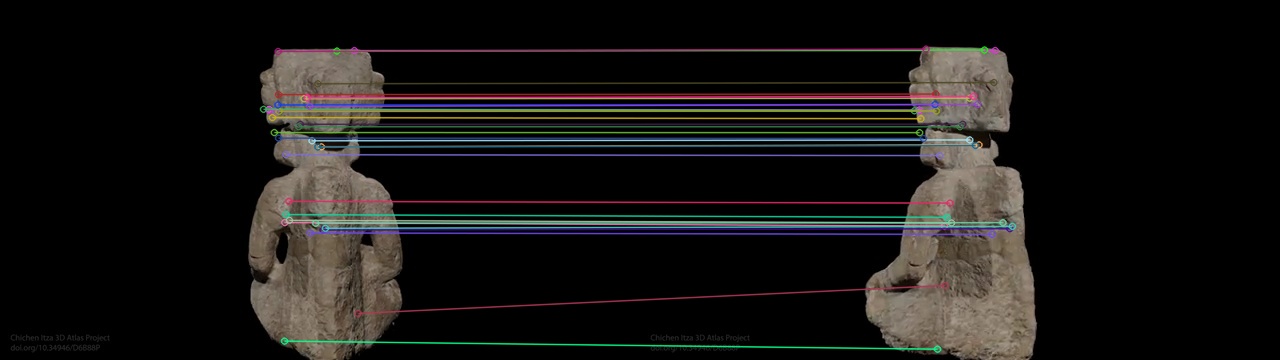 Chichen Itza 3D Atlas Project
doi.org/10.34946/D6888P
Chichen Itza 3D Atlas Project